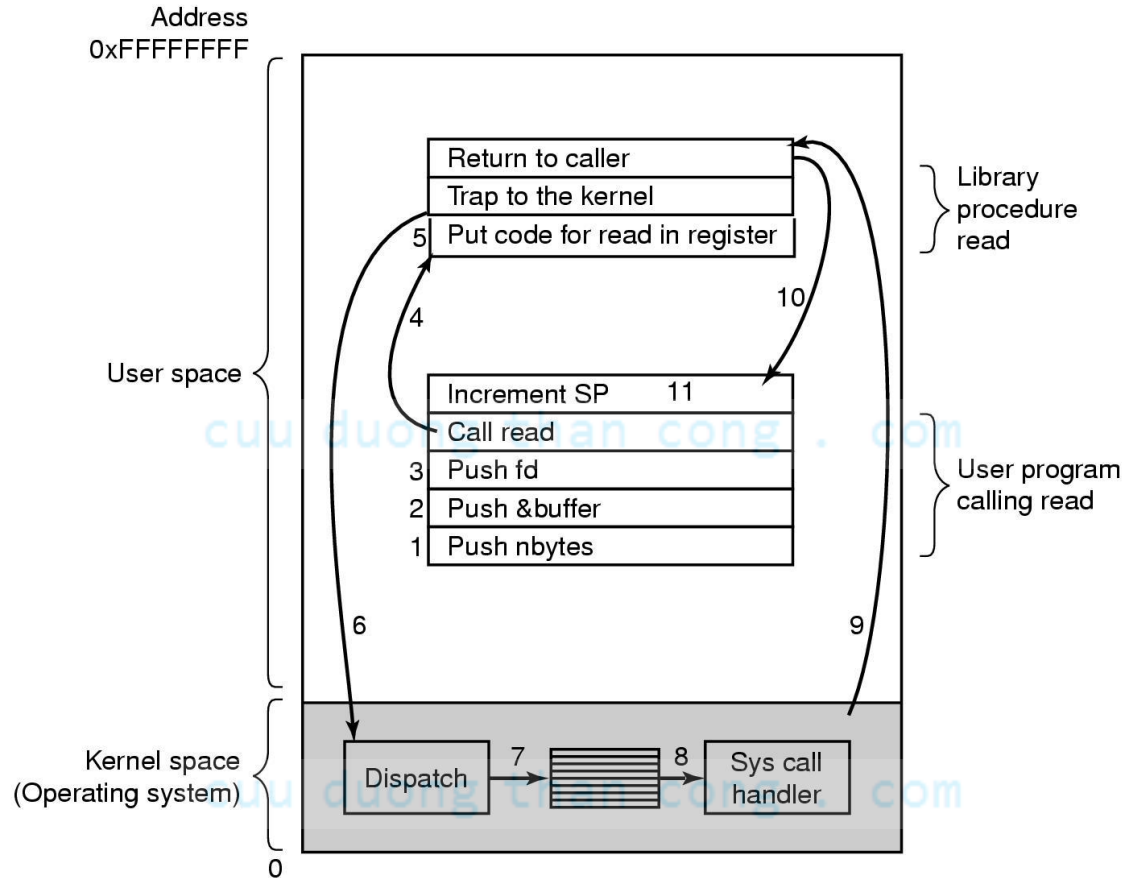 Address
0xFFFFFFFF
Return to caller
Trap to the kernel
5 Put code for read in register
Library
procedure
read
4
10
User space
Increment SP 11
Call read
3 Push fd
2 Push &buffer
1 Push nbytes
User program
calling read
cuu duong than cong . com
6
9
Kernel space
(Operating system)
Dispatch
7
8
Sys call
handler
cuu duong than cong . com
0